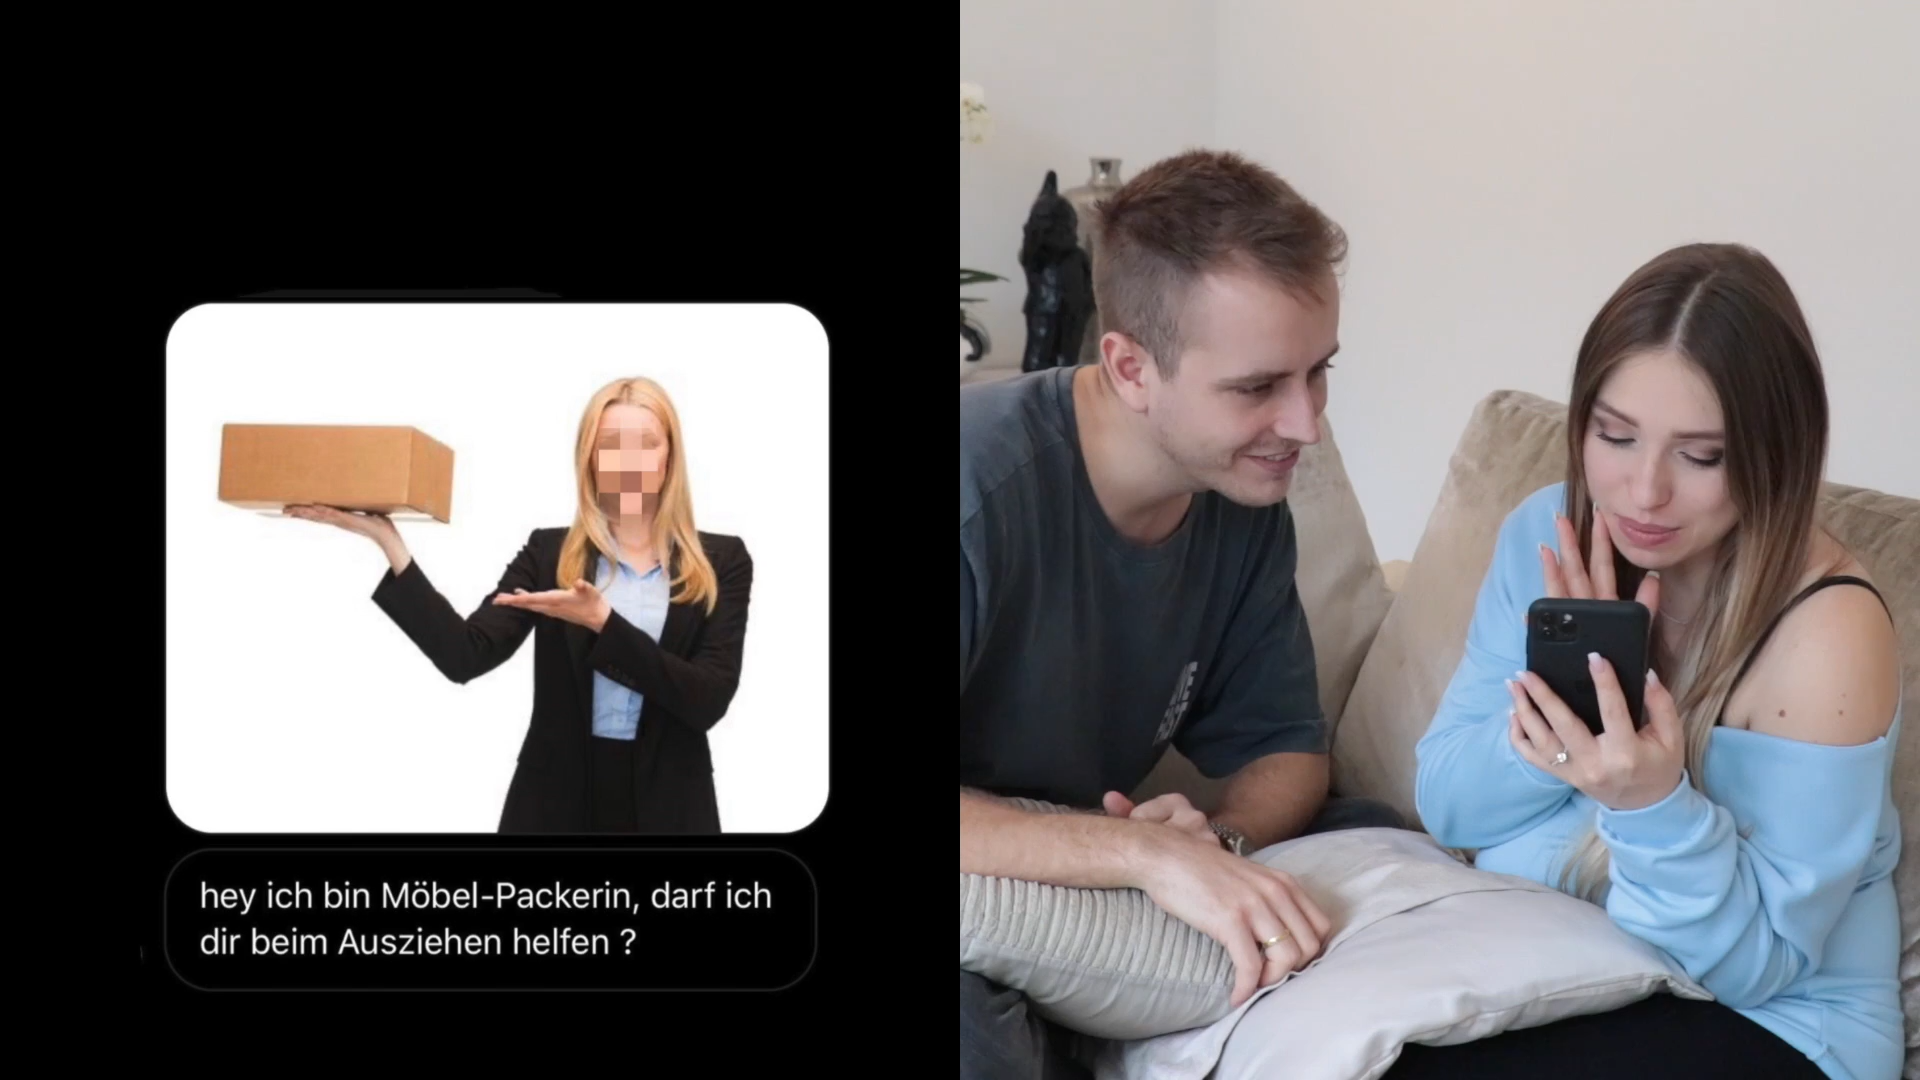 hey ich bin Möbel-Packerin, darf ich
dir beim Ausziehen helfen ?